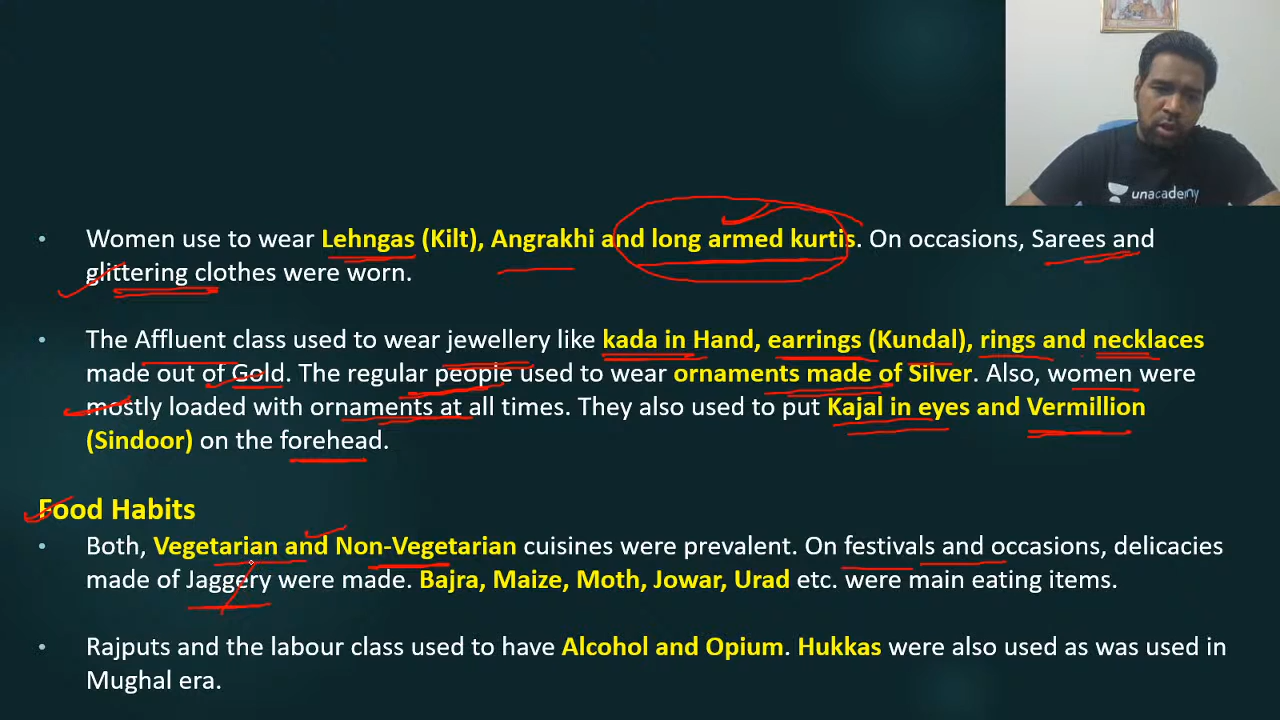 unacademy
Women use to wear Lehngas (Kilt), Angrakhi and long armed kurtis. On occasions, Sarees and
glittering clothes were worn.
The Affluent class used to wear jewellery like kada in Hand, earrings (Kundal), rings and necklaces
made out of Gold. The regular people used to wear ornaments made of Silver. Also, women were
mostly loaded with ornaments at all times. They also used to put Kajal in eyes and Vermillion
(Sindoor) on the forehead.
Food Habits
Both, Vegetarian and Non-Vegetarian cuisines were prevalent. On festivals and occasions, delicacies
made of Jaggery were made. Bajra, Maize, Moth, Jowar, Urad etc. were main eating items.
Rajputs and the labour class used to have Alcohol and Opium. Hukkas were also used as was used in
Mughal era.